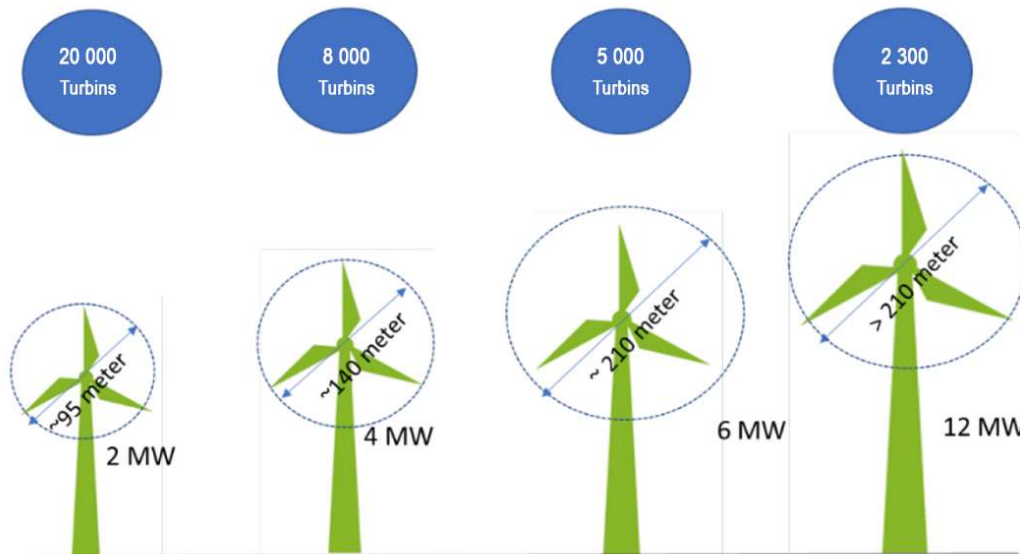 20 000
Turbins
8 000
Turbins
5 000
Turbins
2 300
Turbins
~95 meter
2 MW
~140 meter
4 MW
~ 210 meter
6 MW
> 210 meter
12 MW